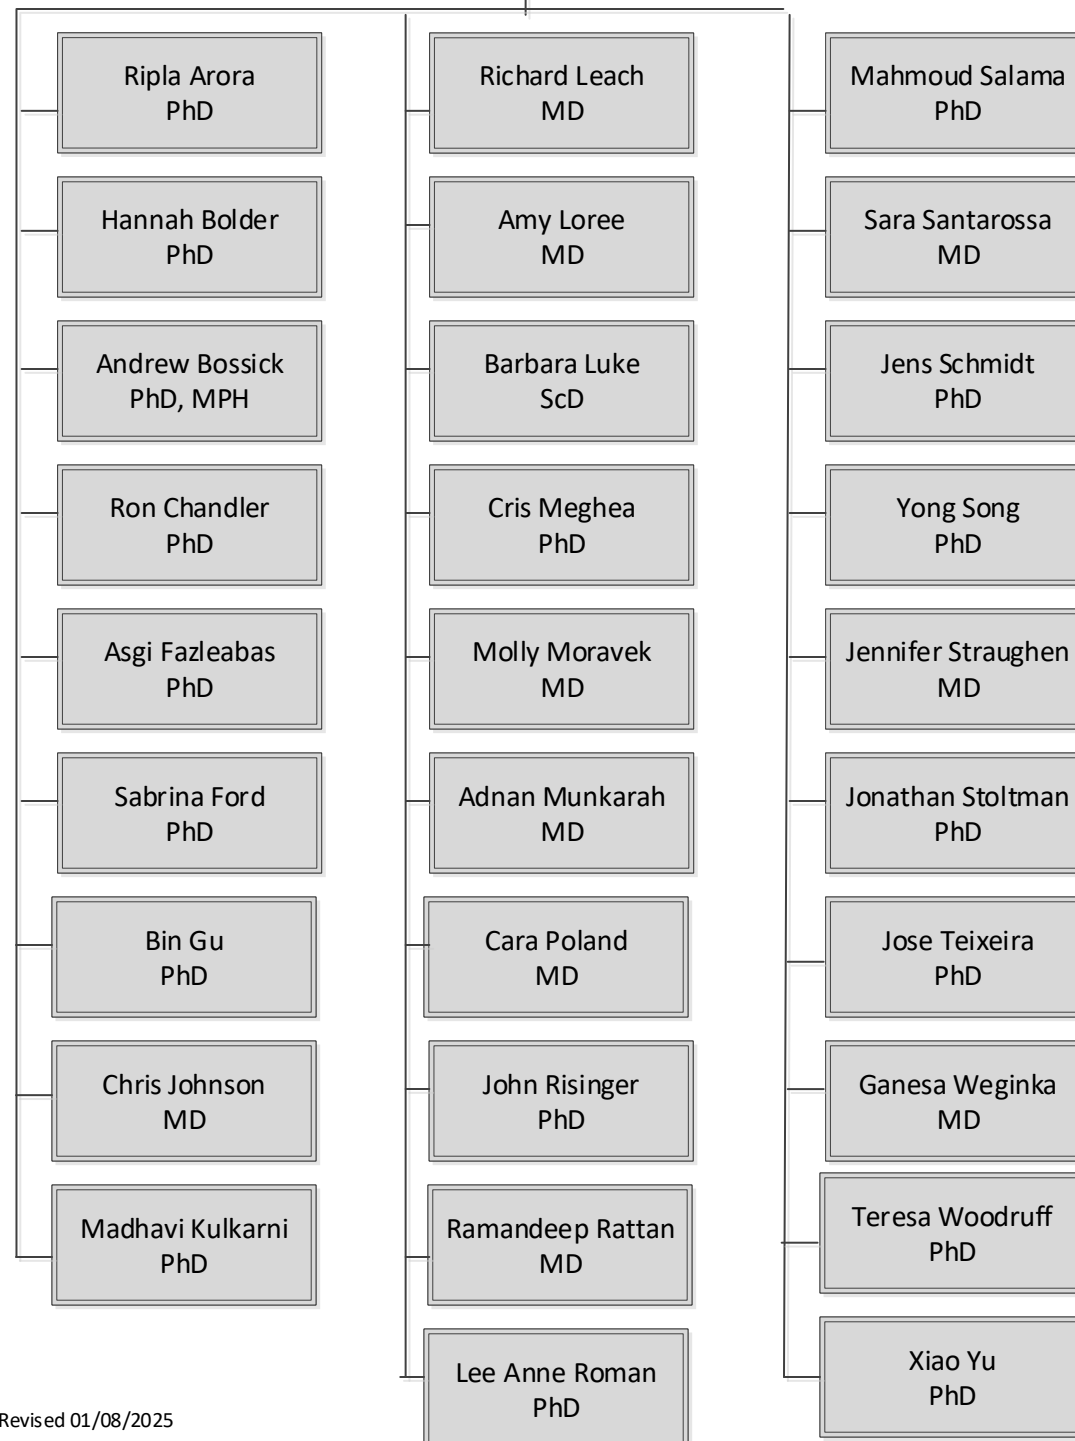 Ripla Arora
PhD
Hannah Bolder
PhD
Andrew Bossick
PhD, MPH
Ron Chandler
PhD
Asgi Fazleabas
PhD
Sabrina Ford
PhD
Bin Gu
PhD
Chris Johnson
MD
Madhavi Kulkarni
PhD
Richard Leach
MD
Amy Loree
MD
Barbara Luke
ScD
Cris Meghea
PhD
Molly Moravek
MD
Adnan Munkarah
MD
Cara Poland
MD
John Risinger
PhD
Ramandeep Rattan
MD
Lee Anne Roman
PhD
Mahmoud Salama
PhD
Sara Santarossa
MD
Jens Schmidt
PhD
Yong Song
PhD
Jennifer Straughen
MD
Jonathan Stoltman
PhD
Jose Teixeira
PhD
Ganesa Weginka
MD
Teresa Woodruff
PhD
Xiao Yu
PhD
Revised 01/08/2025